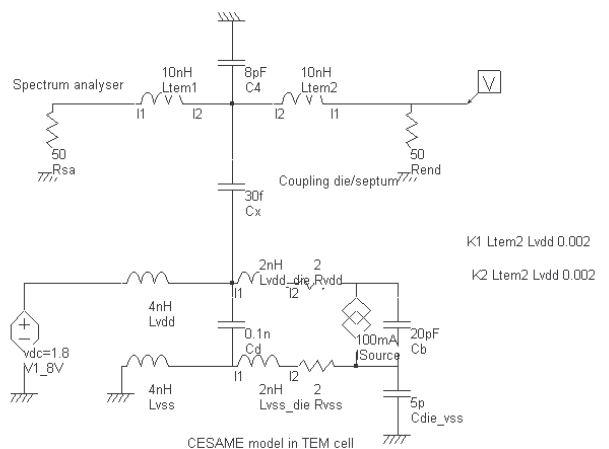 10nH
Ltem1
8pF
C4
10nH
Ltem2
V
Spectrum analyser
I1
I2
I2
I1
50
Rsa
50
Rend
Coupling die/septum
30f
Cx
K1 Ltem2 Lvdd 0.002
K2 Ltem2 Lvdd 0.002
2nH
Lvdd_die
2
Rvdd
I1
I2
4nH
Lvdd
0.1n
Cd
100mA
ISource
20pF
Cb
vdc=1.8
V1_8V
I1
I2
4nH
Lvss
2nH
Lvss_die
2
Rvss
5p
Cdie_vss
CESAME model in TEM cell